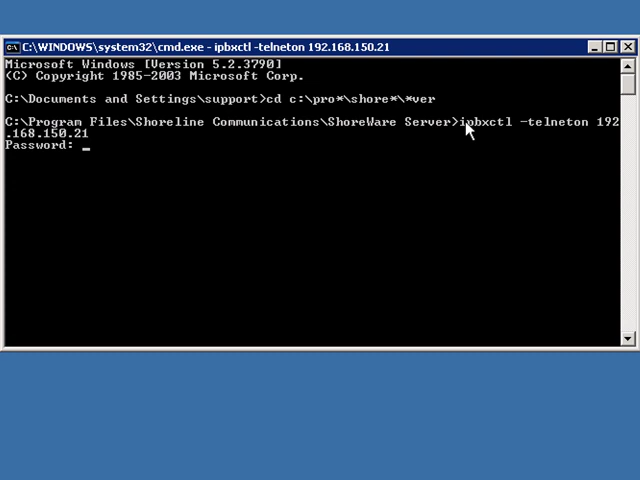 C:\WINDOWS\system32\cmd.exe - ipbxctl -telneton 192.168.150.21
Microsoft Windows [Version 5.2.3790]
(C) Copyright 1985-2003 Microsoft Corp.
C:\Documents and Settings\support>cd c:\pro*\shore*\*ver
C:\Program Files\Shoreline Communications\ShoreWare Server>ipbxctl -telneton 192
.168.150.21
Password: _